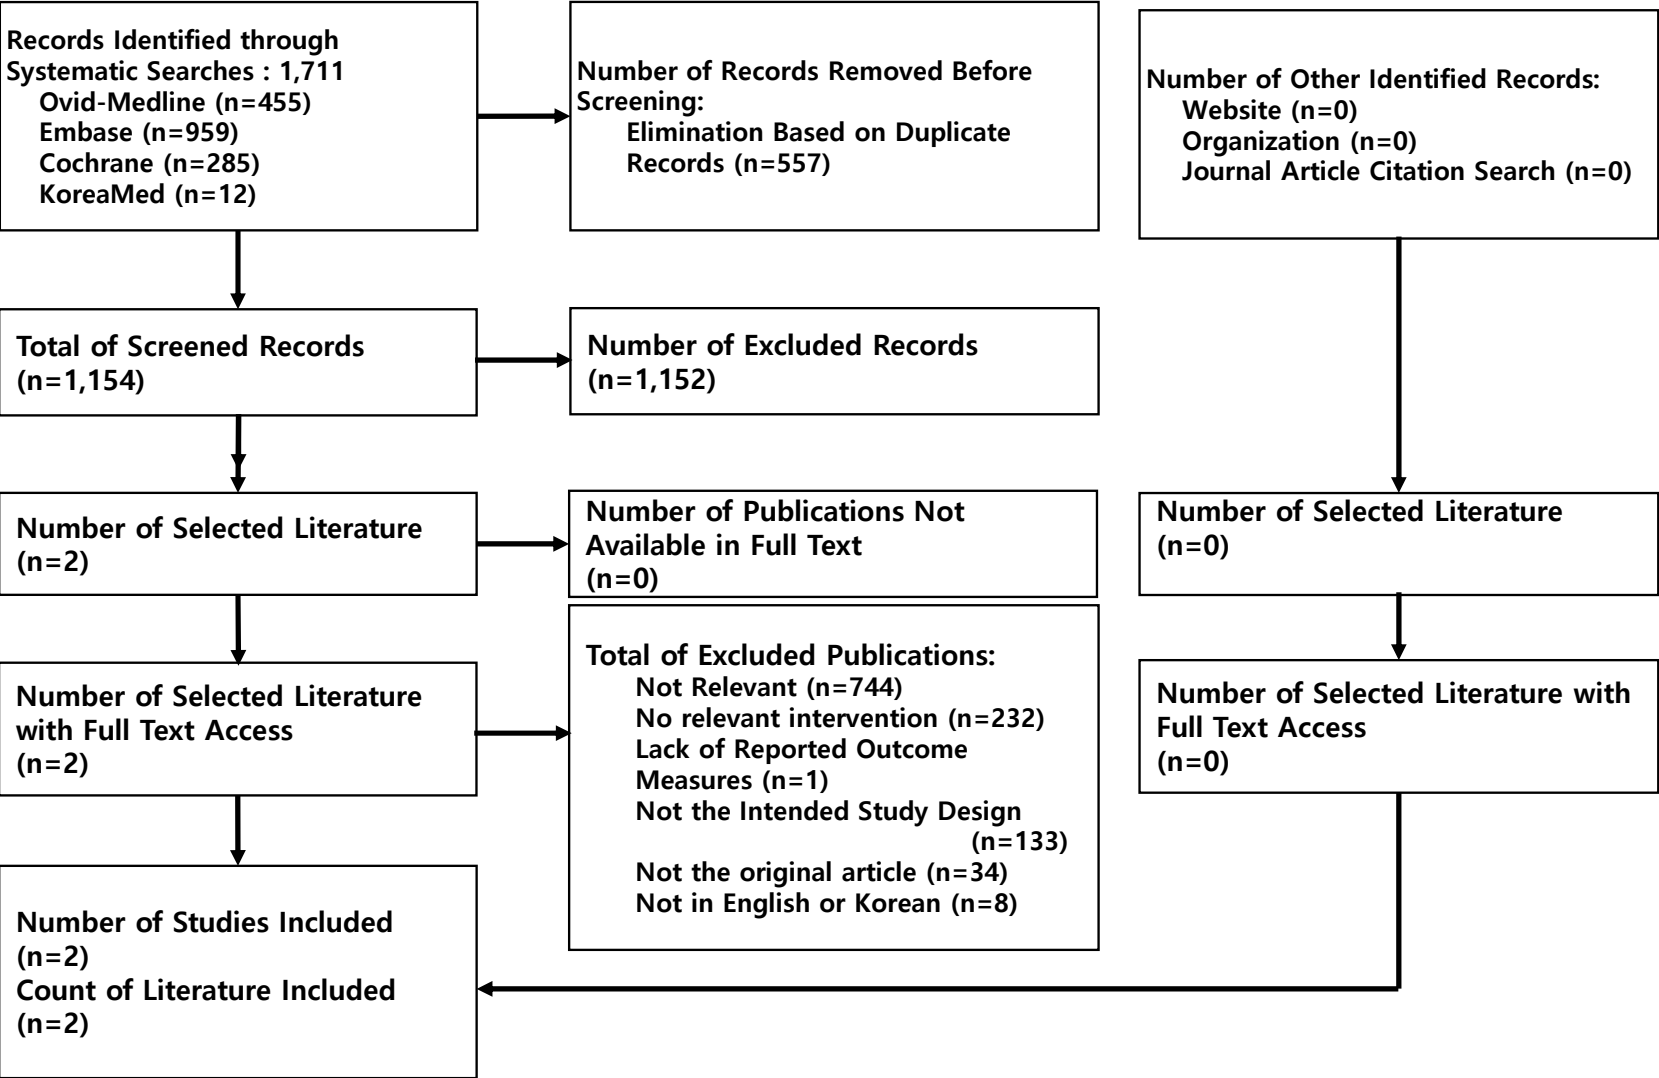 Records Identified through
Systematic Searches : 1,711
Ovid-Medline (n=455)
Embase (n=959)
Cochrane (n=285)
KoreaMed (n=12)
Number of Records Removed Before
Screening:
Elimination Based on Duplicate
Records (n=557)
Number of Other Identified Records:
Website (n=0)
Organization (n=0)
Journal Article Citation Search (n=0)
Total of Screened Records
(n=1,154)
Number of Excluded Records
(n=1,152)
Number of Selected Literature
(n=2)
Number of Publications Not
Available in Full Text
(n=0)
Number of Selected Literature
(n=0)
Number of Selected Literature
with Full Text Access
(n=2)
Total of Excluded Publications:
Not Relevant (n=744)
No relevant intervention (n=232)
Lack of Reported Outcome
Measures (n=1)
Not the Intended Study Design
(n=133)
Not the original article (n=34)
Not in English or Korean (n=8)
Number of Selected Literature with
Full Text Access
(n=0)
Number of Studies Included
(n=2)
Count of Literature Included
(n=2)